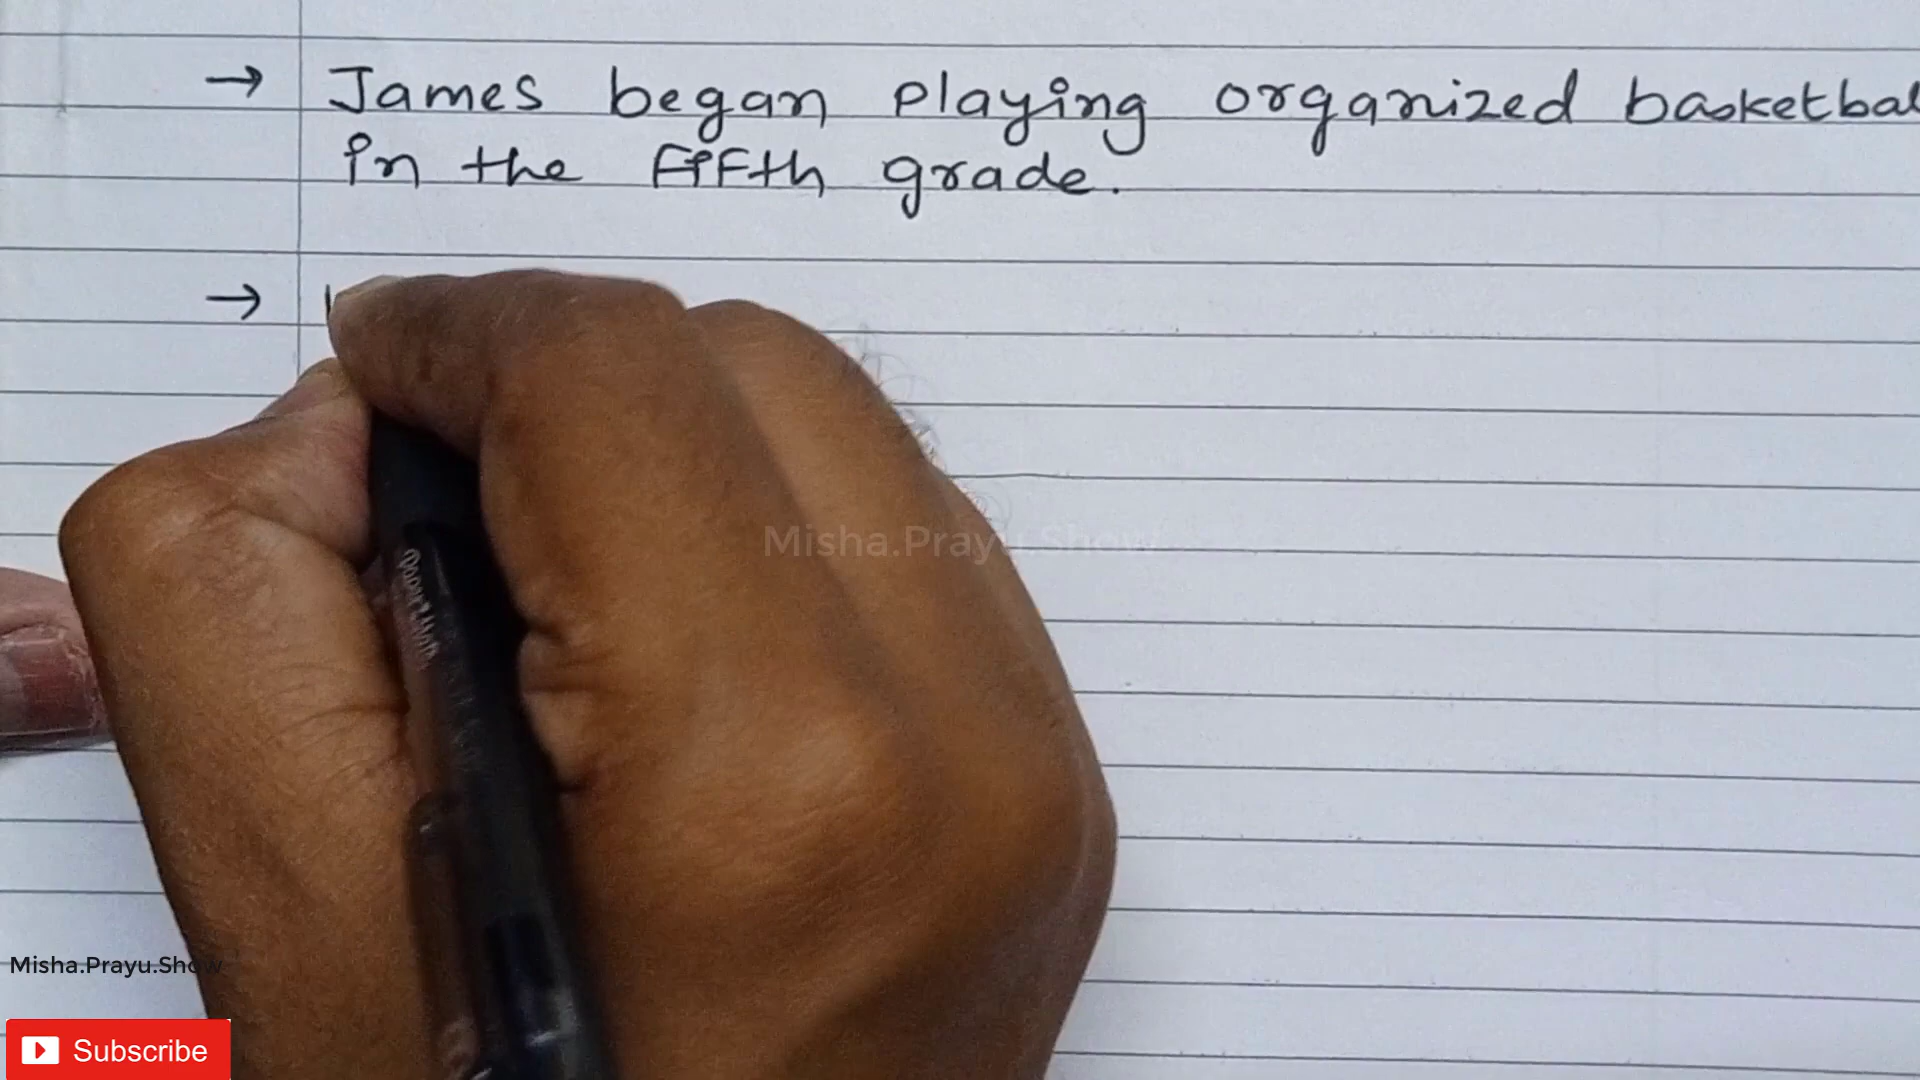 → James began playing organized basketbal
in the fifth grade.
→
Misha.Prayu.Show
Misha.Prayu.Show
Subscribe